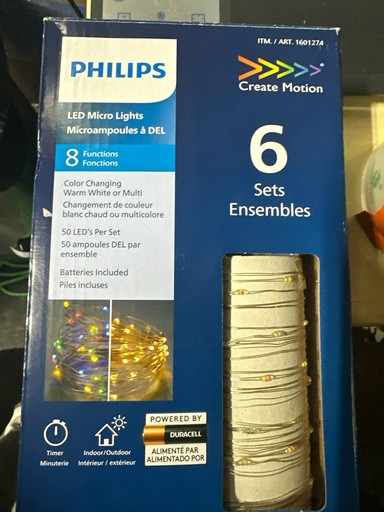 ITM. / ART. 1601274
PHILIPS
Create Motion
LED Micro Lights
Microampoules à DEL
8 Functions
Fonctions
6
Sets
Ensembles
Color Changing
Warm White or Multi
Changement de couleur
blanc chaud ou multicolore
50 LED's Per Set
50 ampoules DEL par
ensemble
Batteries Included
Piles incluses
Timer
Minuterie
Indoor/Outdoor
Intérieur / extérieur
POWERED BY
DURACELL
ALIMENTÉ PAR
ALIMENTADO POR